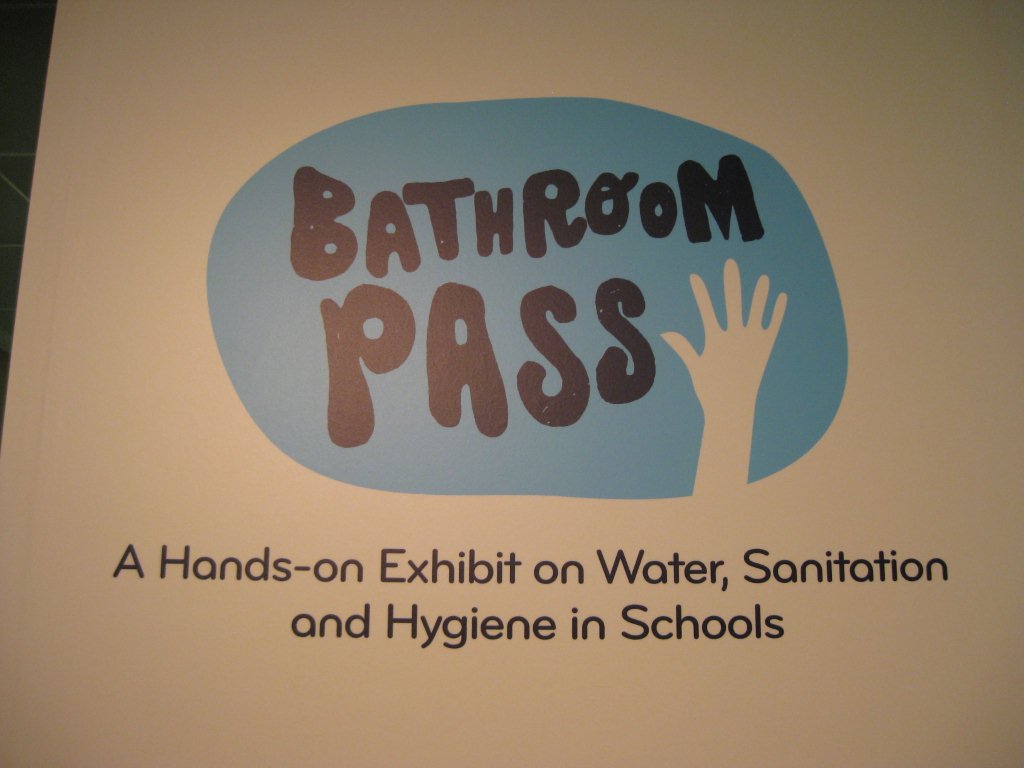 BATHROOM
PASS
A Hands-on Exhibit on Water, Sanitation
and Hygiene in Schools